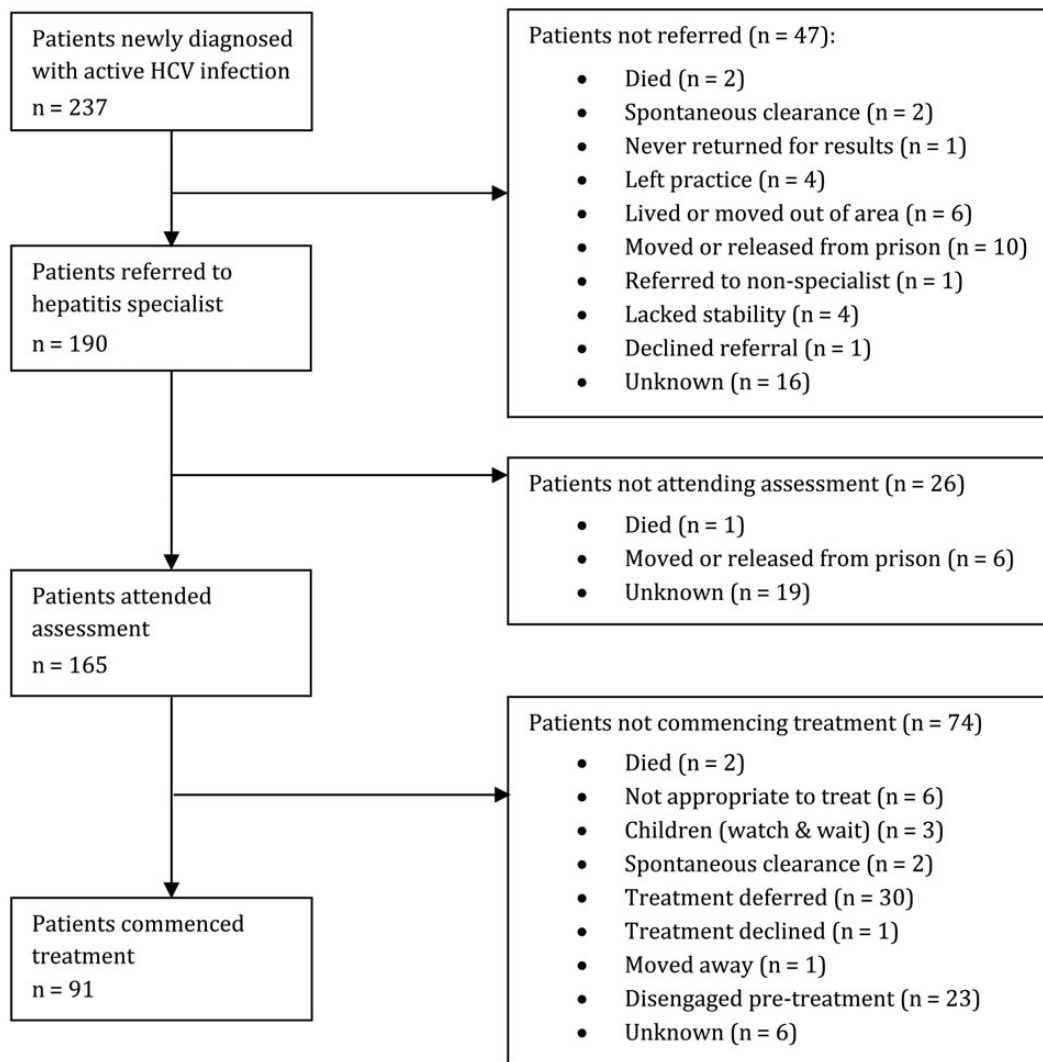 Patients newly diagnosed
with active HCV infection
n = 237
Patients not referred (n = 47):
• Died (n = 2)
• Spontaneous clearance (n = 2)
• Never returned for results (n = 1)
• Left practice (n = 4)
• Lived or moved out of area (n = 6)
• Moved or released from prison (n = 10)
• Referred to non-specialist (n = 1)
• Lacked stability (n = 4)
• Declined referral (n = 1)
• Unknown (n = 16)
Patients referred to
hepatitis specialist
n = 190
Patients not attending assessment (n = 26)
• Died (n = 1)
• Moved or released from prison (n = 6)
• Unknown (n = 19)
Patients attended
assessment
n = 165
Patients not commencing treatment (n = 74)
• Died (n = 2)
• Not appropriate to treat (n = 6)
• Children (watch & wait) (n = 3)
• Spontaneous clearance (n = 2)
• Treatment deferred (n = 30)
• Treatment declined (n = 1)
• Moved away (n = 1)
• Disengaged pre-treatment (n = 23)
• Unknown (n = 6)
Patients commenced
treatment
n = 91